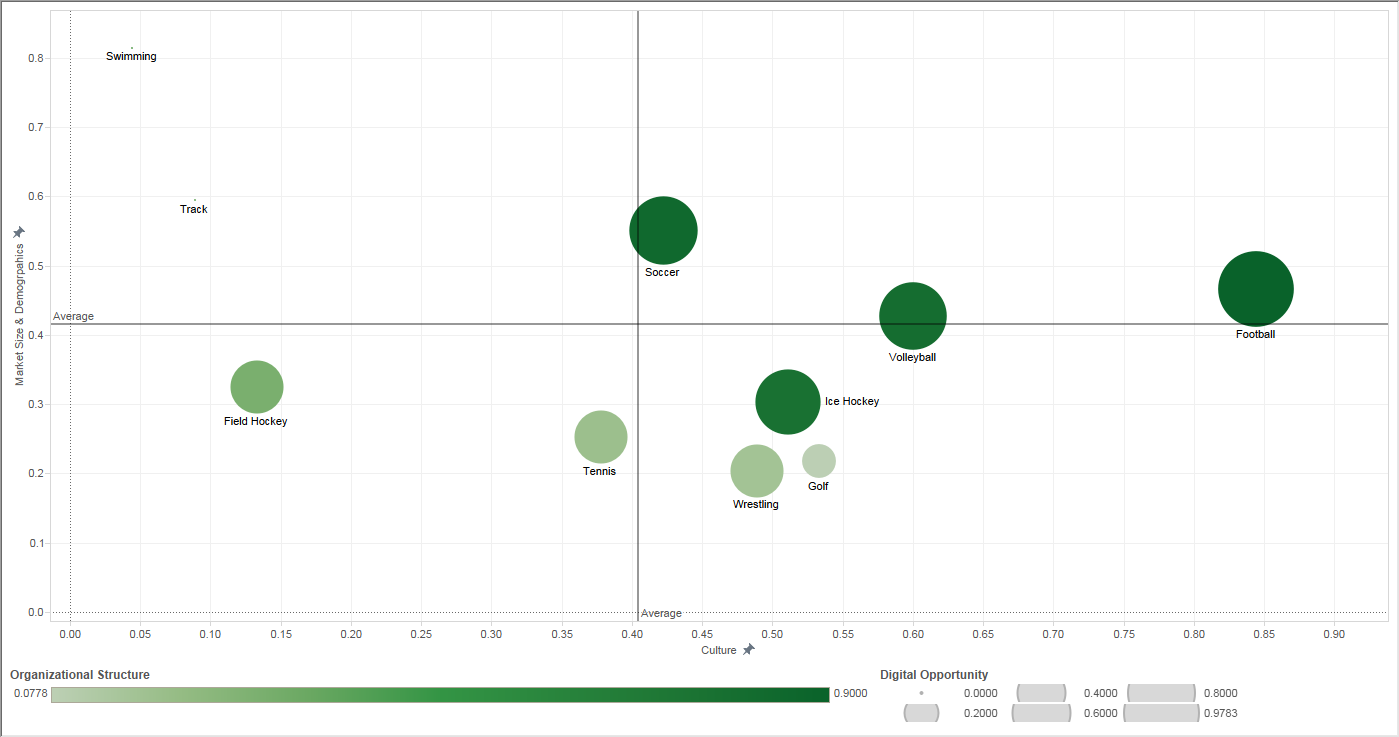 0.8
Swimming
0.7
0.6
Track
Market Size & Demogrpahics
0.5
Soccer
Average
0.4
Volleyball
Football
Field Hockey
0.3
Ice Hockey
Tennis
0.2
Golf
Wrestling
0.1
0.0
Average
0.00 0.05 0.10 0.15 0.20 0.25 0.30 0.35 0.40 0.45 0.50 0.55 0.60 0.65 0.70 0.75 0.80 0.85 0.90
Culture
Organizational Structure
0.0778 0.9000
Digital Opportunity
0.0000 0.4000 0.8000
0.2000 0.6000 0.9783